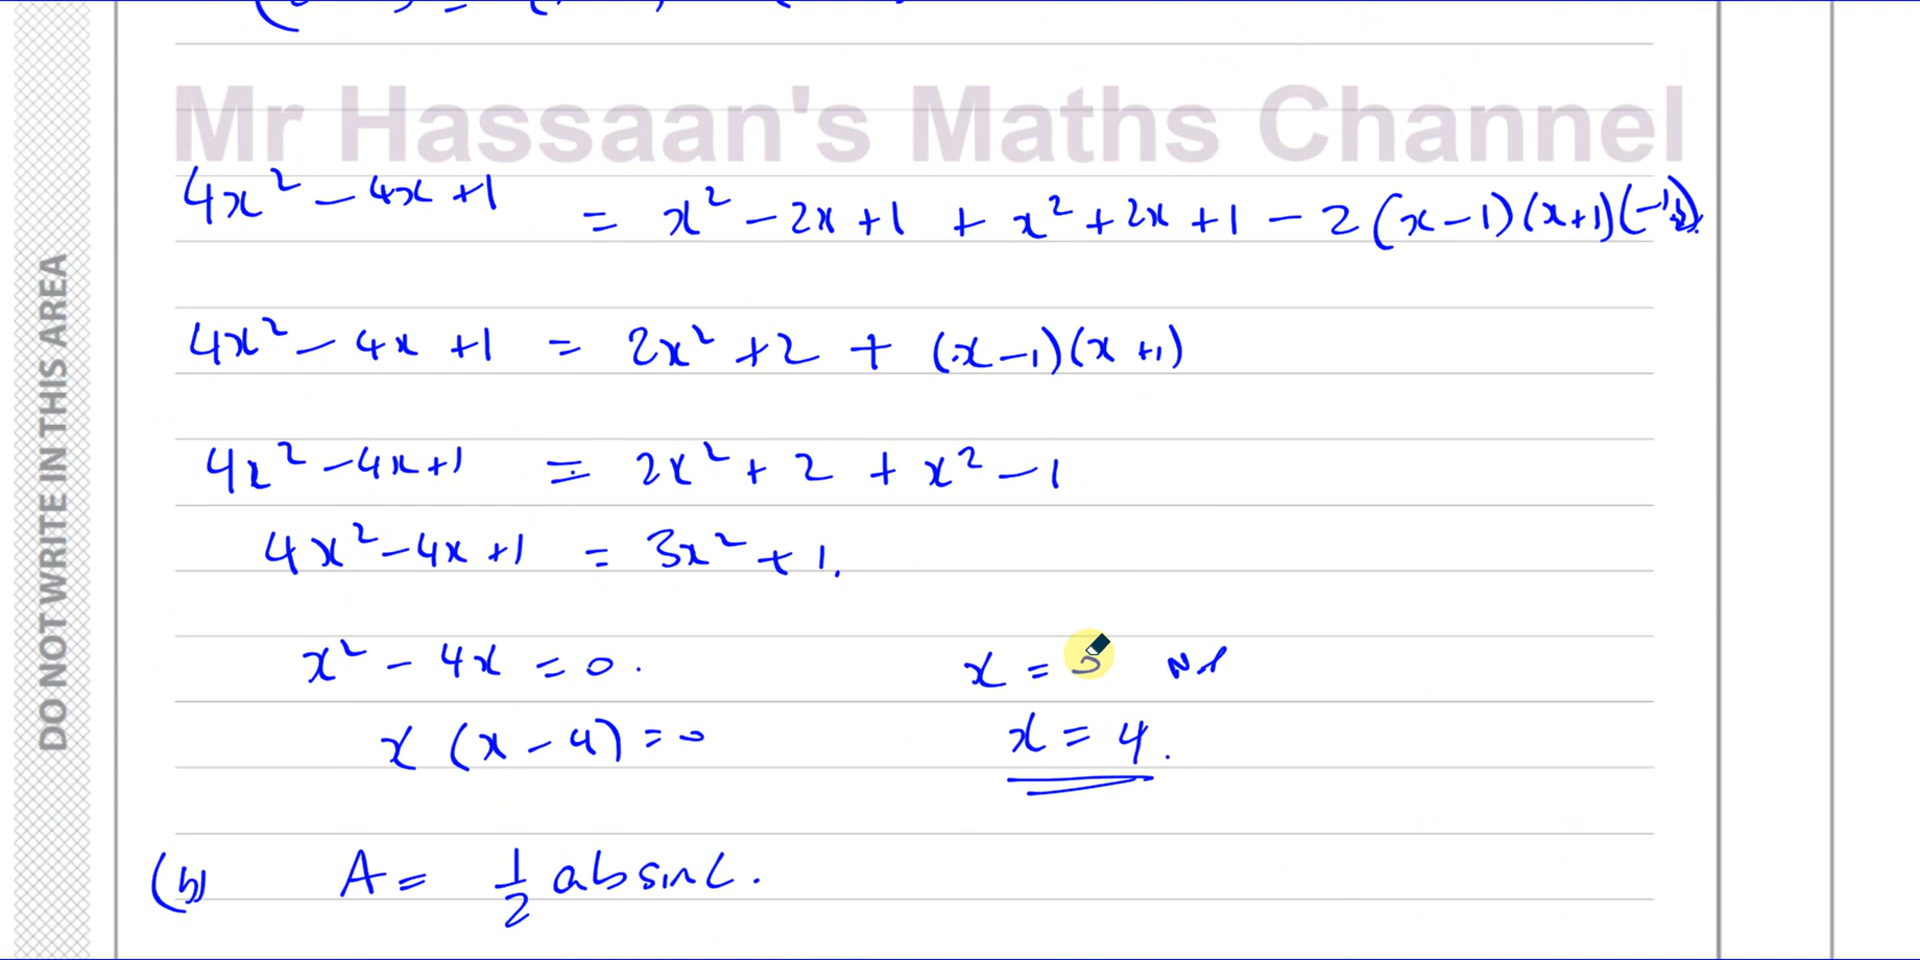 Mr Hassaan's Maths Channel
4x² - 4x + 1 = x² - 2x + 1 + x² + 2x + 1 - 2(x-1)(x+1)(-½)
4x² - 4x + 1 = 2x² + 2 + (x-1)(x+1)
4x² - 4x + 1 = 2x² + 2 + x² - 1
4x² - 4x + 1 = 3x² + 1.
x² - 4x = 0.
x =
x (x - 4) = 0
x = 4.
(b) A = ½ ab sin C.
DO NOT WRITE IN THIS AREA